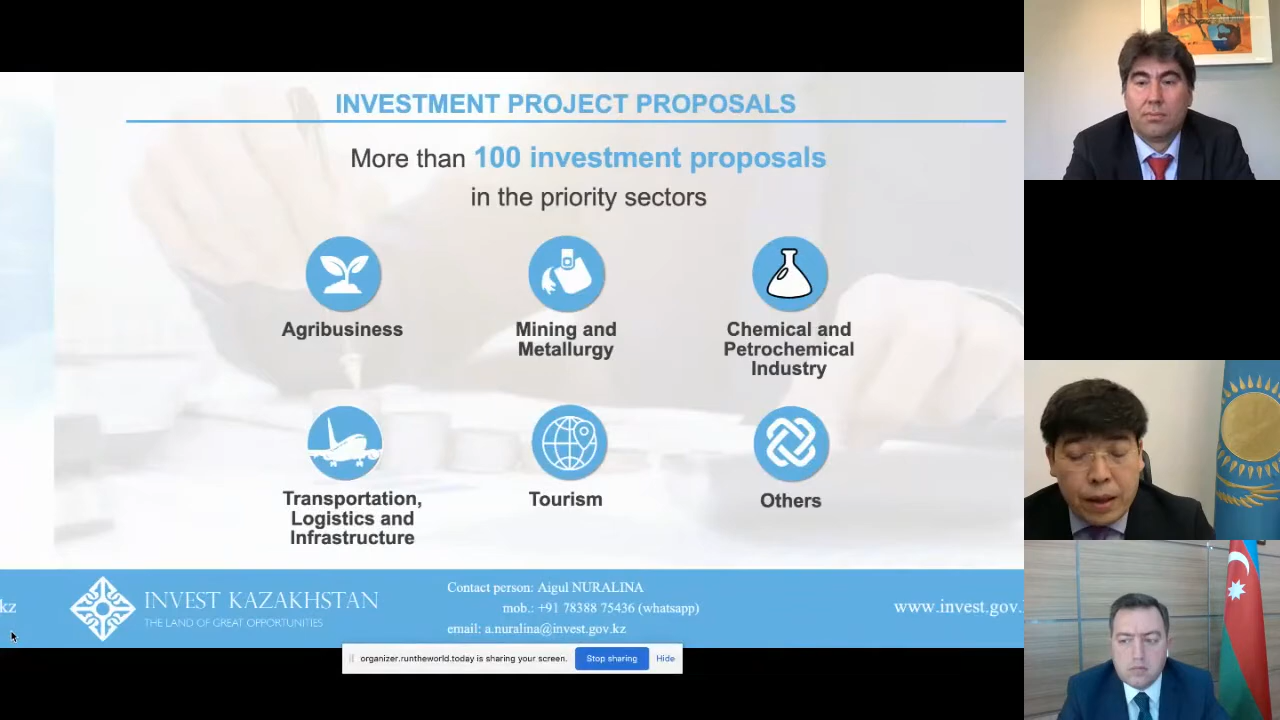 INVESTMENT PROJECT PROPOSALS
More than 100 investment proposals
in the priority sectors
Agribusiness
Mining and
Metallurgy
Chemical and
Petrochemical
Industry
Transportation,
Logistics and
Infrastructure
Tourism
Others
kz
INVEST KAZAKHSTAN
THE LAND OF GREAT OPPORTUNITIES
Contact person: Aigul NURALINA
mob.: +91 78388 75436 (whatsapp)
email: a.nuralina@invest.gov.kz
www.invest.gov.
organizer.runtheworld.today is sharing your screen.
Stop sharing
Hide